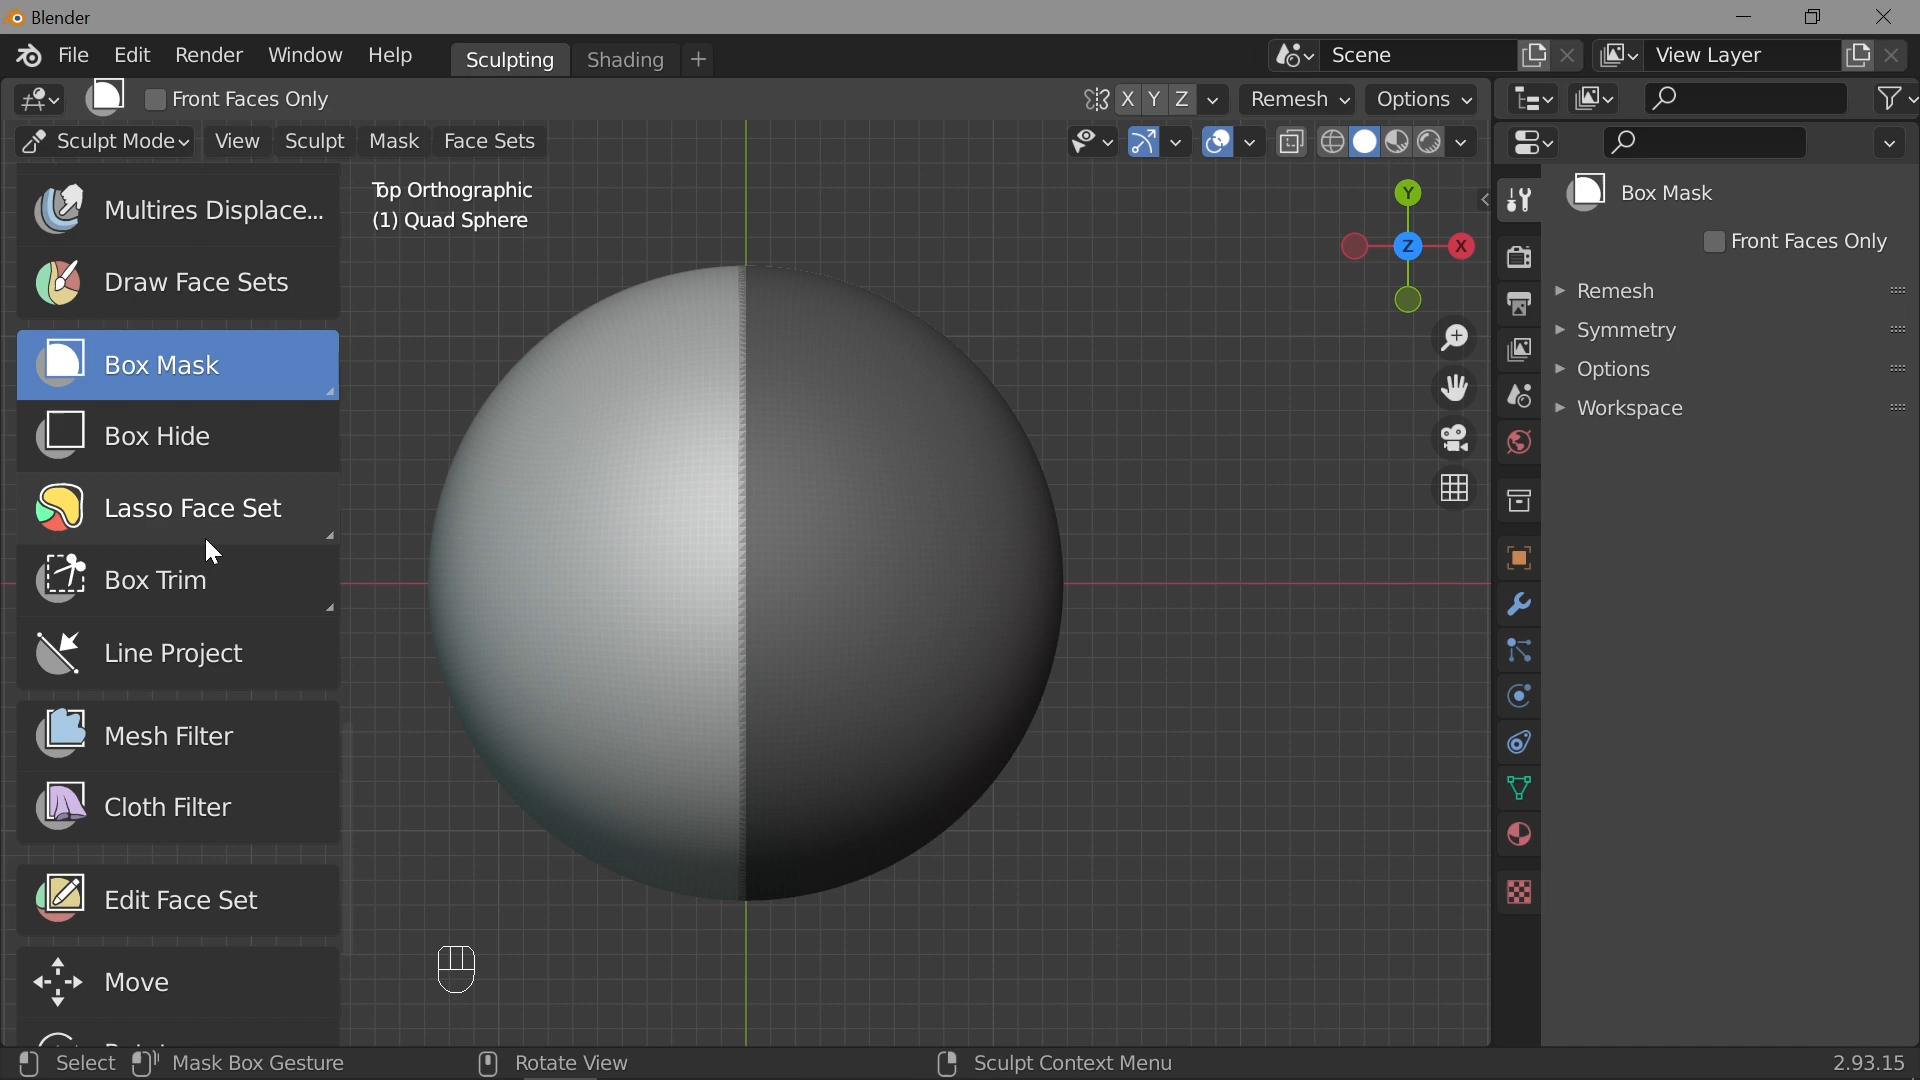 Blender
File Edit Render Window Help Sculpting Shading + Scene View Layer
Front Faces Only X Y Z Remesh Options
Sculpt Mode View Sculpt Mask Face Sets
Top Orthographic
(1) Quad Sphere
Y
Z X
Multires Displace...
Draw Face Sets
Box Mask
Box Hide
Lasso Face Set
Box Trim
Line Project
Mesh Filter
Cloth Filter
Edit Face Set
Move
Box Mask
Front Faces Only
Remesh
Symmetry
Options
Workspace
Select Mask Box Gesture Rotate View Sculpt Context Menu 2.93.15